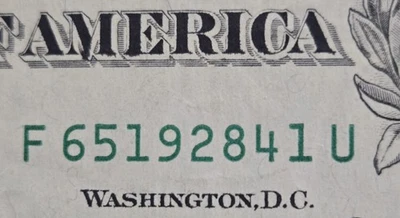 F AMERICA
F 65192841 U
WASHINGTON, D.C.